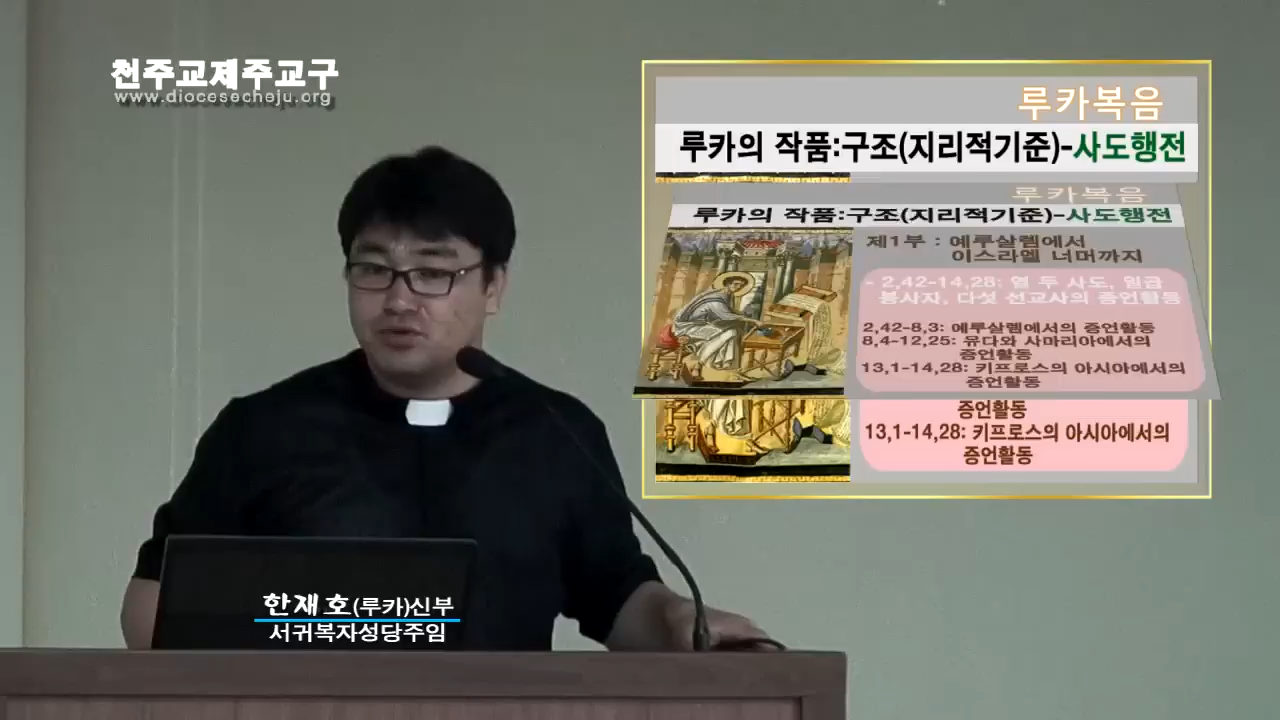 천주교제주교구
www.diocesecheju.org
루카복음
루카의 작품:구조(지리적기준)-사도행전
루카복음
루카의 작품:구조(지리적기준)-사도행전
제1부 : 예루살렘에서
이스라엘 너머까지
- 2,42-14,28: 열 두 사도, 일곱
봉사자, 다섯 선교사의 증언활동
2,42-8,3: 예루살렘에서의 증언활동
8,4-12,25: 유다와 사마리아에서의
증언활동
13,1-14,28: 키프로스의 아시아에서의
증언활동
증언활동
13,1-14,28: 키프로스의 아시아에서의
증언활동
한재호(루카)신부
서귀복자성당주임